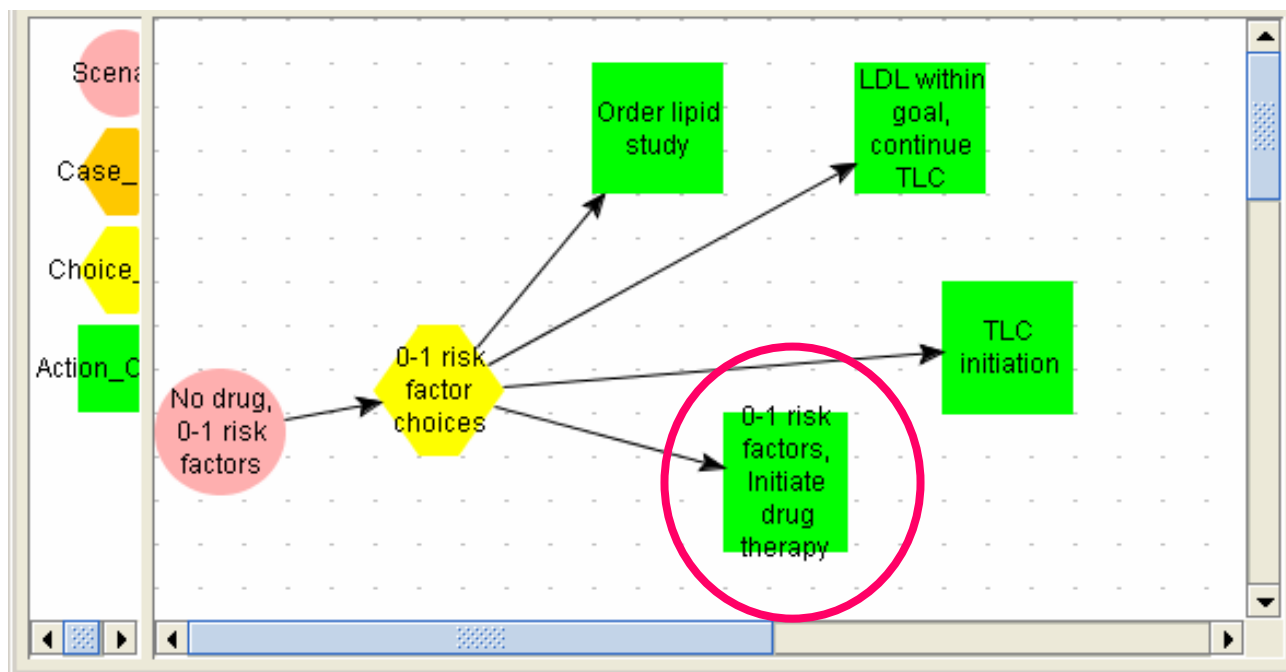 Scena
Case_
Choice_
Action_C
No drug,
0-1 risk
factors
0-1 risk
factor
choices
Order lipid
study
LDL within
goal,
continue
TLC
TLC
initiation
0-1 risk
factors,
Initiate
drug
therapy